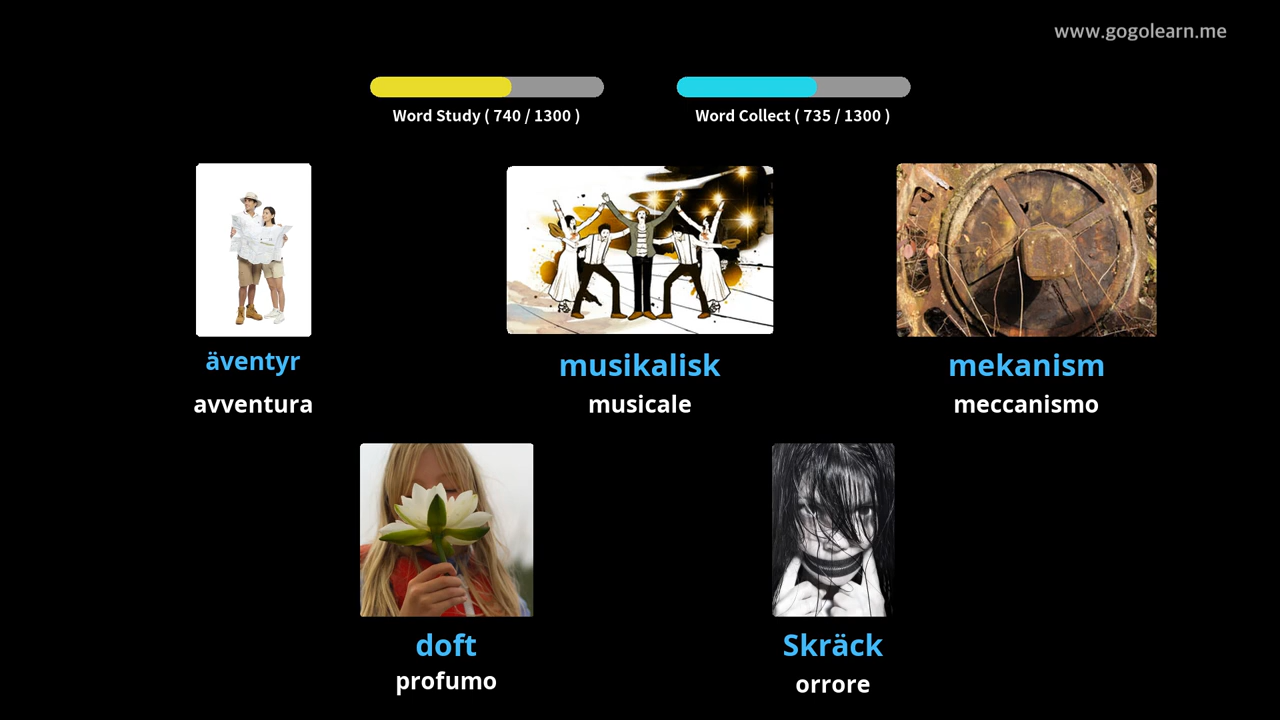 www.gogolearn.me
Word Study ( 740 / 1300 )
Word Collect ( 735 / 1300 )
äventyr
avventura
musikalisk
musicale
mekanism
meccanismo
doft
profumo
Skräck
orrore